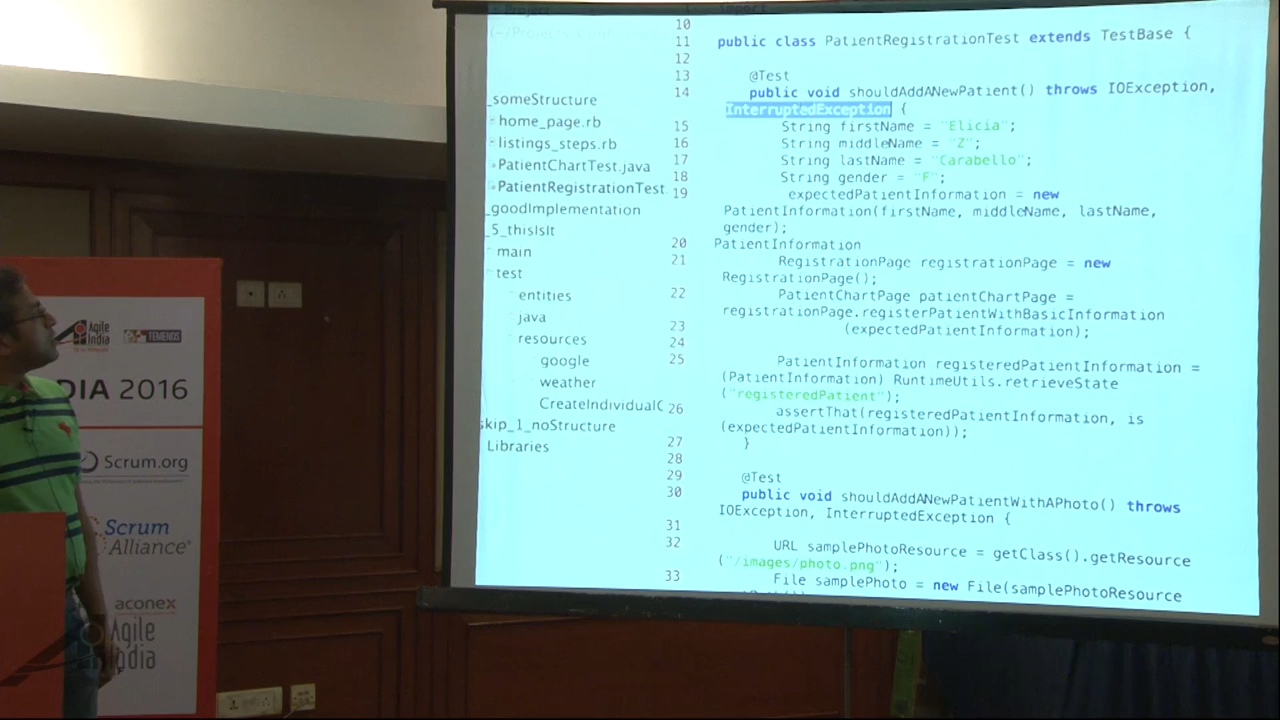 Project
_someStructure
home_page.rb
listings_steps.rb
PatientChartTest.java
PatientRegistrationTest.
_goodImplementation
_5_thisIsIt
main
test
entities
java
resources
google
weather
CreateIndividualC
skip_1_noStructure
Libraries
10 import
11 public class PatientRegistrationTest extends TestBase {
12
13 @Test
14 public void shouldAddANewPatient() throws IOException,
InterruptedException {
15 String firstName = "Elicia";
16 String middleName = "Z";
17 String lastName = "Carabello";
18 String gender = "F";
19 expectedPatientInformation = new
PatientInformation(firstName, middleName, lastName,
gender);
20 PatientInformation
21 RegistrationPage registrationPage = new
RegistrationPage();
22 PatientChartPage patientChartPage =
registrationPage.registerPatientWithBasicInformation
23 (expectedPatientInformation);
24
25 PatientInformation registeredPatientInformation =
(PatientInformation) RuntimeUtils.retrieveState
("registeredPatient");
26 assertThat(registeredPatientInformation, is
(expectedPatientInformation));
27 }
28
29 @Test
30 public void shouldAddANewPatientWithAPhoto() throws
IOException, InterruptedException {
31
32 URL samplePhotoResource = getClass().getResource
("/images/photo.png");
33 File samplePhoto = new File(samplePhotoResource
Agile
India
TEMENOS
DIA 2016
Scrum.org
Scrum
Alliance®
aconex
Agile
India